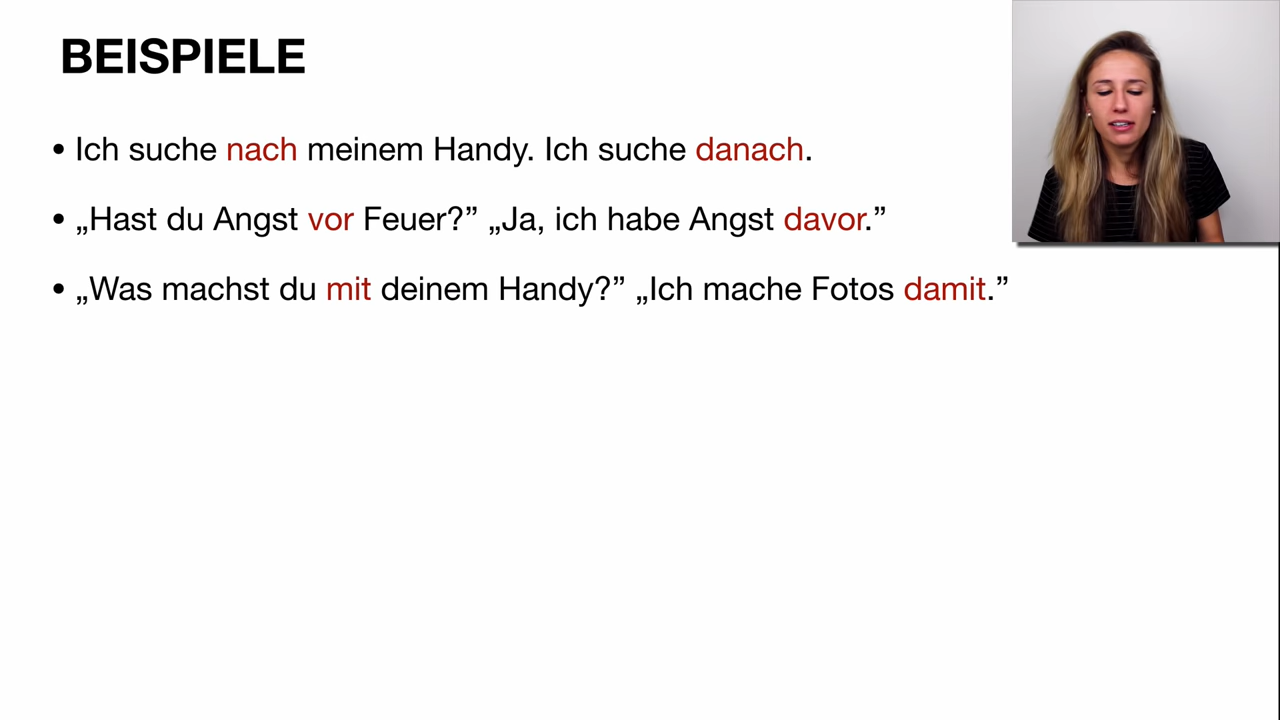 BEISPIELE
• Ich suche nach meinem Handy. Ich suche danach.
• „Hast du Angst vor Feuer?” „Ja, ich habe Angst davor.”
• „Was machst du mit deinem Handy?” „Ich mache Fotos damit.”